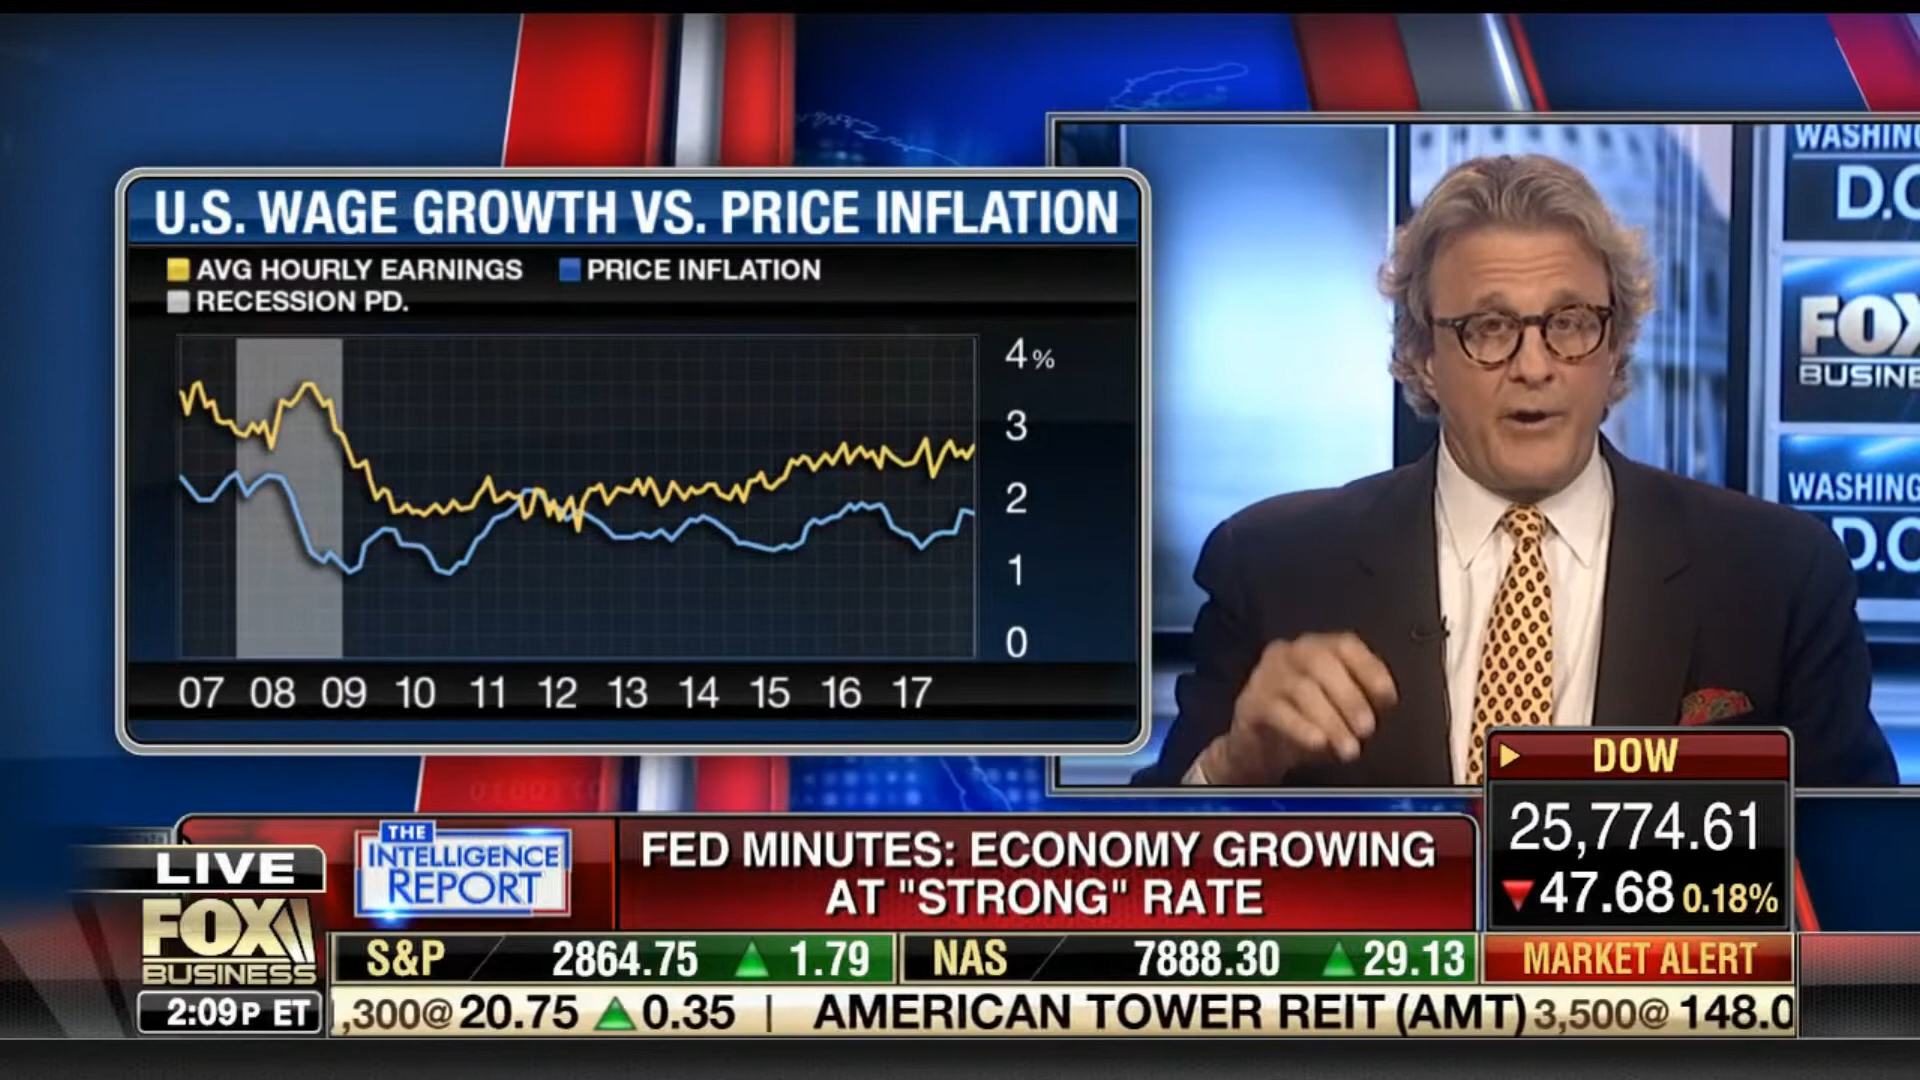 U.S. WAGE GROWTH VS. PRICE INFLATION
AVG HOURLY EARNINGS PRICE INFLATION
RECESSION PD.
4%
3
2
1
0
07 08 09 10 11 12 13 14 15 16 17
D.C
FOX
BUSINE
D.C
DOW
25,774.61
▼47.68 0.18%
MARKET ALERT
THE
INTELLIGENCE
REPORT
FED MINUTES: ECONOMY GROWING
AT "STRONG" RATE
LIVE
FOX
BUSINESS
2:09P ET
S&P 2864.75 ▲ 1.79 NAS 7888.30 ▲ 29.13
,300@ 20.75 ▲ 0.35 | AMERICAN TOWER REIT (AMT) 3,500@ 148.0